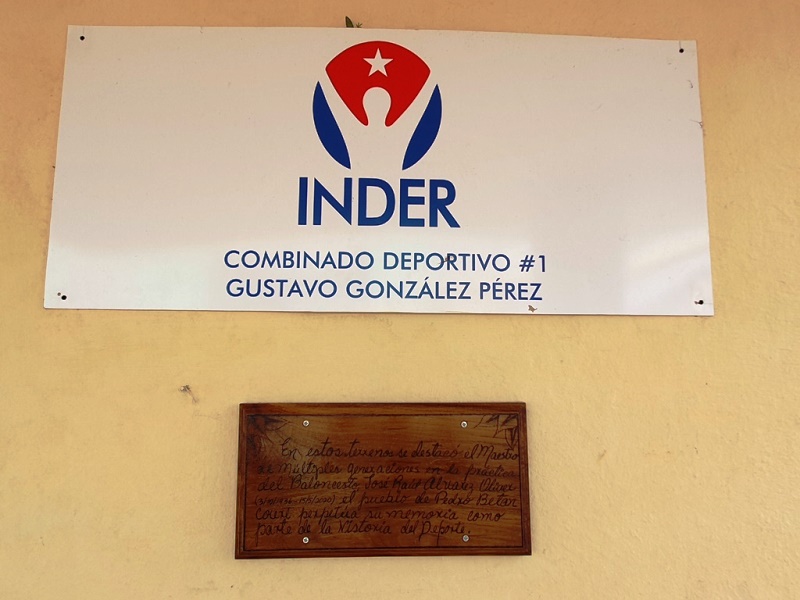 INDER
COMBINADO DEPORTIVO #1
GUSTAVO GONZÁLEZ PÉREZ
En estos terrenos se destacó el Maestro
de múltiples generaciones en la práctica
del Baloncesto José Raúl Alvarez
el pueblo de Pedro Betan
court perpetúa su memoria como
parte de la Historia del Deporte.